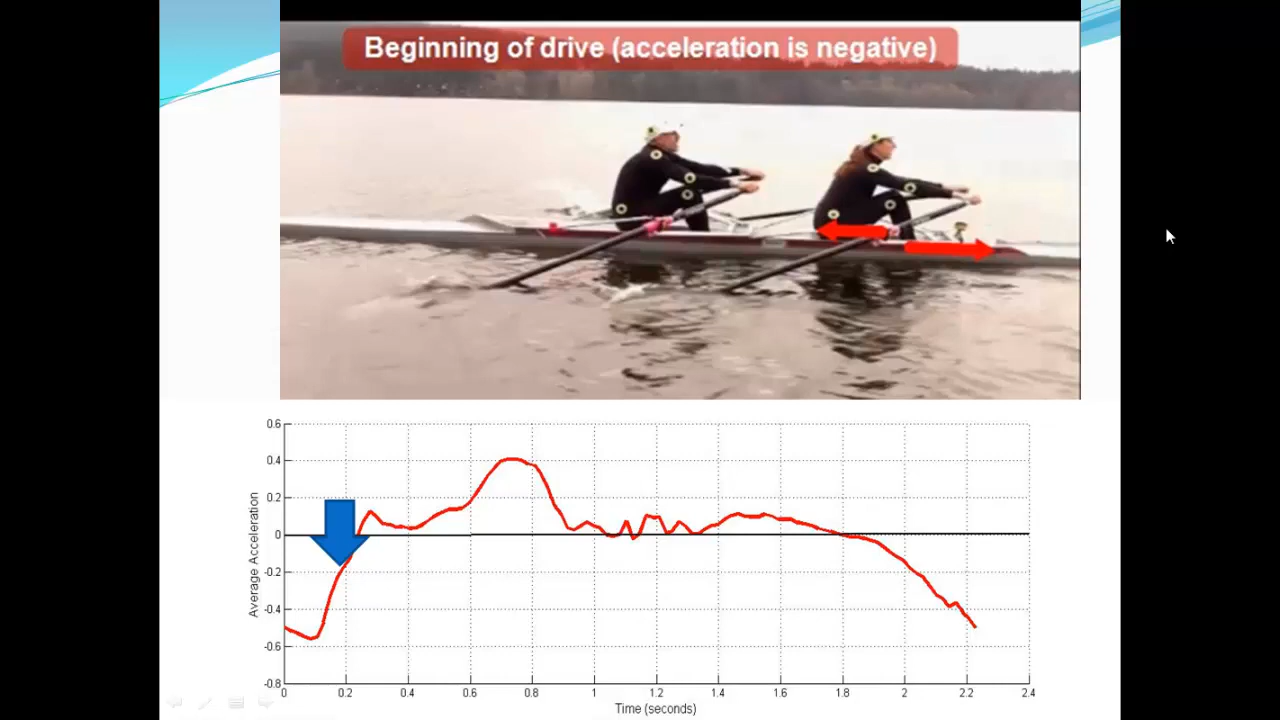 Beginning of drive (acceleration is negative)
0.6
0.4
0.2
0
-0.2
-0.4
-0.6
-0.8
Average Acceleration
0 0.2 0.4 0.6 0.8 1 1.2 1.4 1.6 1.8 2 2.2 2.4
Time (seconds)